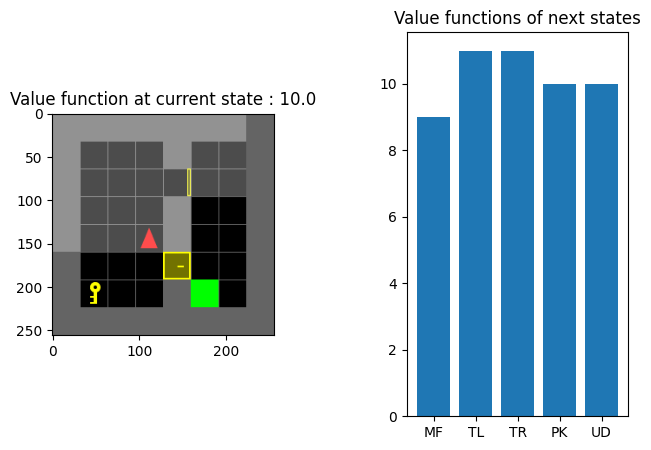 Value function at current state : 10.0
0
50
100
150
200
250
0
100
200
Value functions of next states
10
8
6
4
2
0
MF
TL
TR
PK
UD